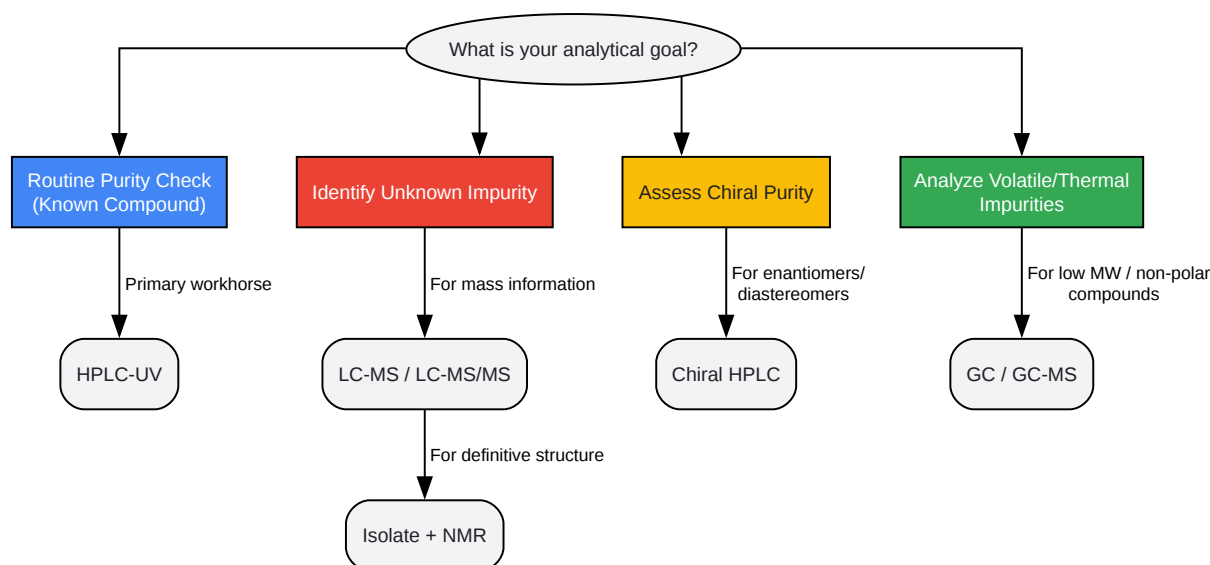 What is your analytical goal?
Routine Purity Check
(Known Compound)
Identify Unknown Impurity
Assess Chiral Purity
Analyze Volatile/Thermal
Impurities
Primary workhorse
For mass information
For enantiomers/
diastereomers
For low MW / non-polar
compounds
HPLC-UV
LC-MS / LC-MS/MS
Chiral HPLC
GC / GC-MS
For definitive structure
Isolate + NMR